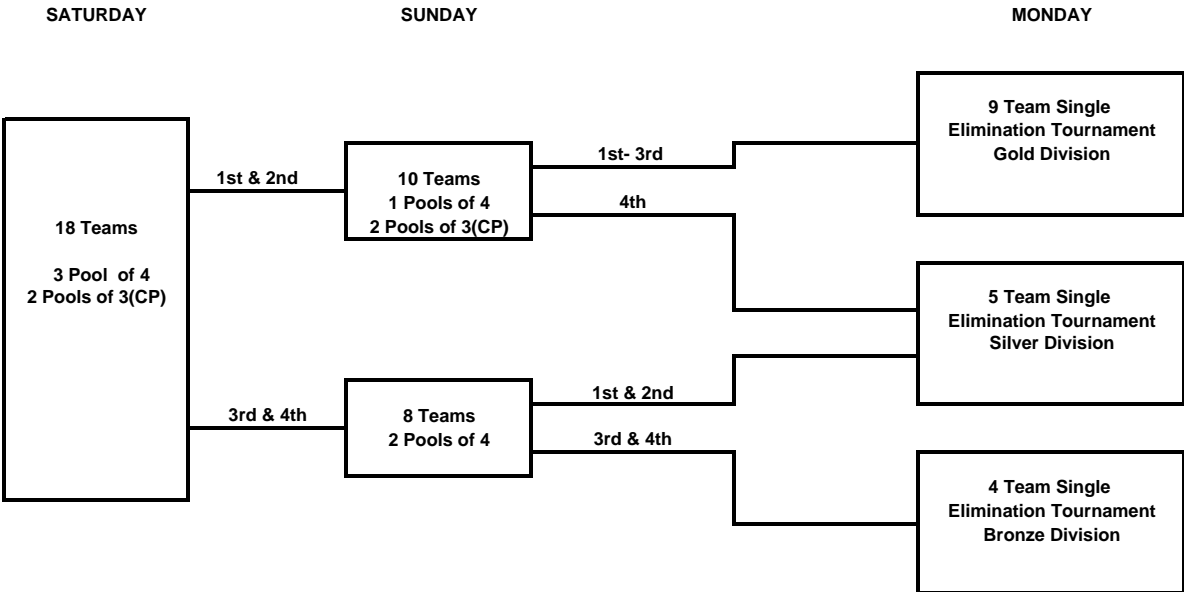 SATURDAY
SUNDAY
MONDAY
18 Teams
3 Pool of 4
2 Pools of 3(CP)
1st & 2nd
3rd & 4th
10 Teams
1 Pools of 4
2 Pools of 3(CP)
8 Teams
2 Pools of 4
1st- 3rd
4th
1st & 2nd
3rd & 4th
9 Team Single
Elimination Tournament
Gold Division
5 Team Single
Elimination Tournament
Silver Division
4 Team Single
Elimination Tournament
Bronze Division